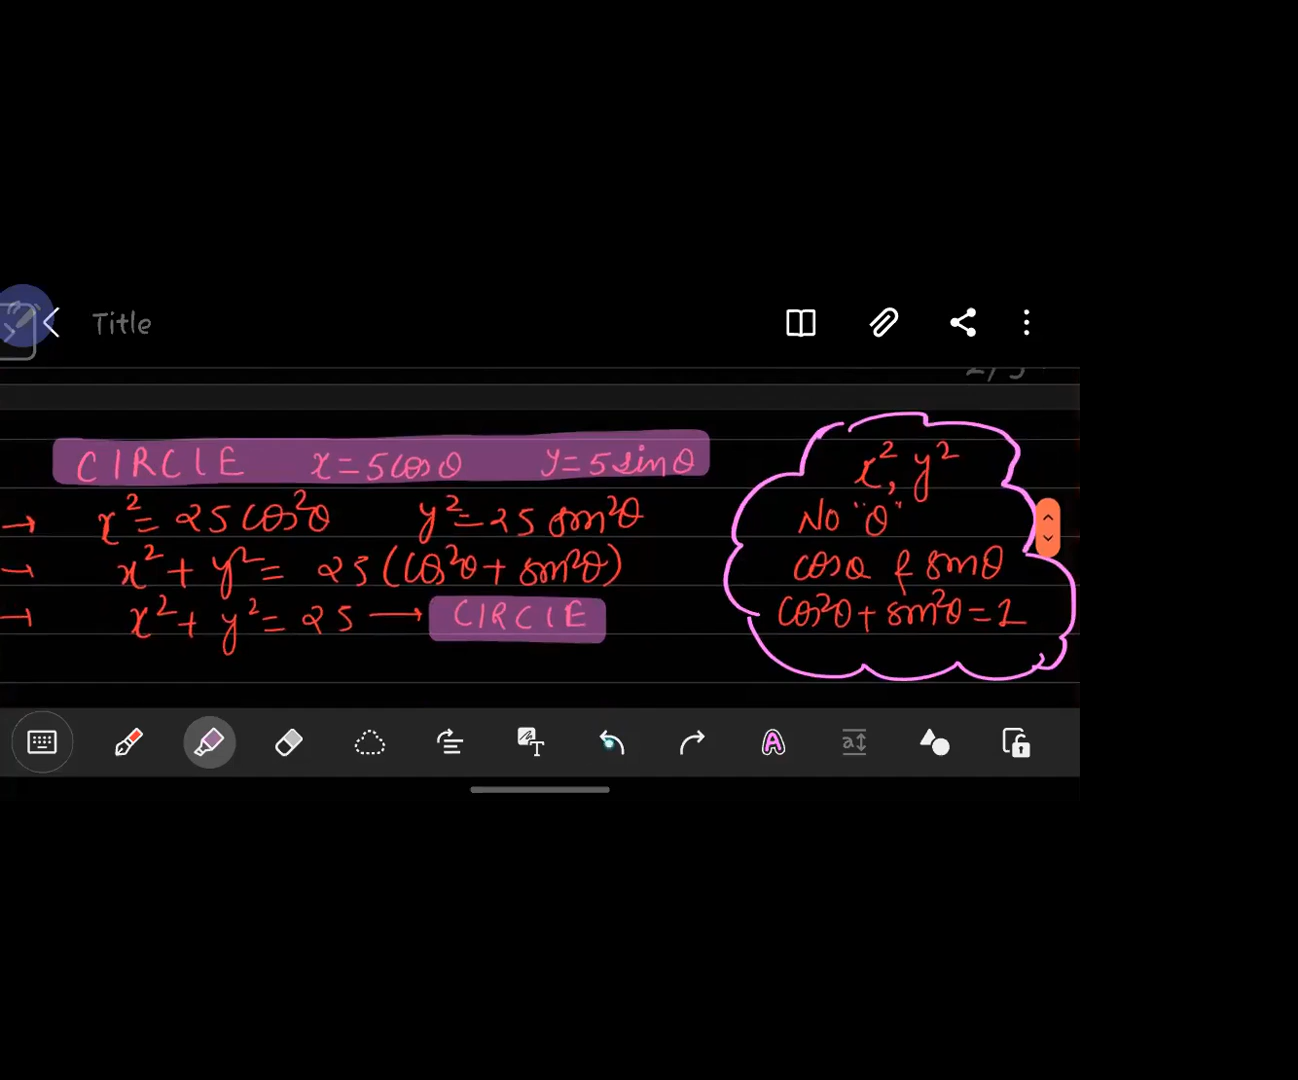 Title
CIRCLE x=5cosθ y=5sinθ
→ x²=25cos²θ y²=25sin²θ
→ x²+y²= 25(cos²θ+sin²θ)
→ x²+y²=25 → CIRCLE
x², y²
No "θ"
cosθ & sinθ
cos²θ+sin²θ=1
T
A
a